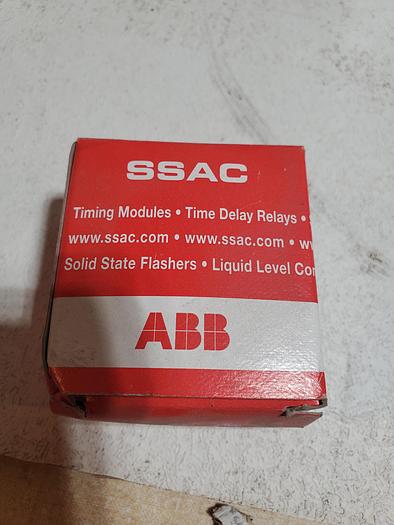 SSAC
Timing Modules • Time Delay Relays •
www.ssac.com • www.ssac.com •
Solid State Flashers • Liquid Level
ABB